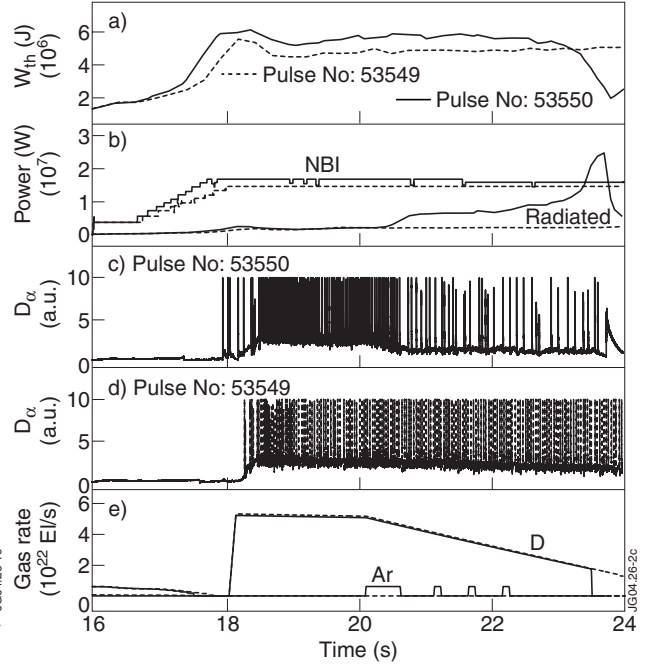 a)
W_th (J)
(10^6)
6
4
2
Pulse No: 53549
Pulse No: 53550
b)
Power (W)
(10^7)
3
2
1
0
NBI
Radiated
c) Pulse No: 53550
Dα
(a.u.)
10
5
0
d) Pulse No: 53549
Dα
(a.u.)
10
5
0
e)
Gas rate
(10^22 El/s)
6
4
2
0
D
Ar
16
18
20
22
24
Time (s)
JG04.26-2c